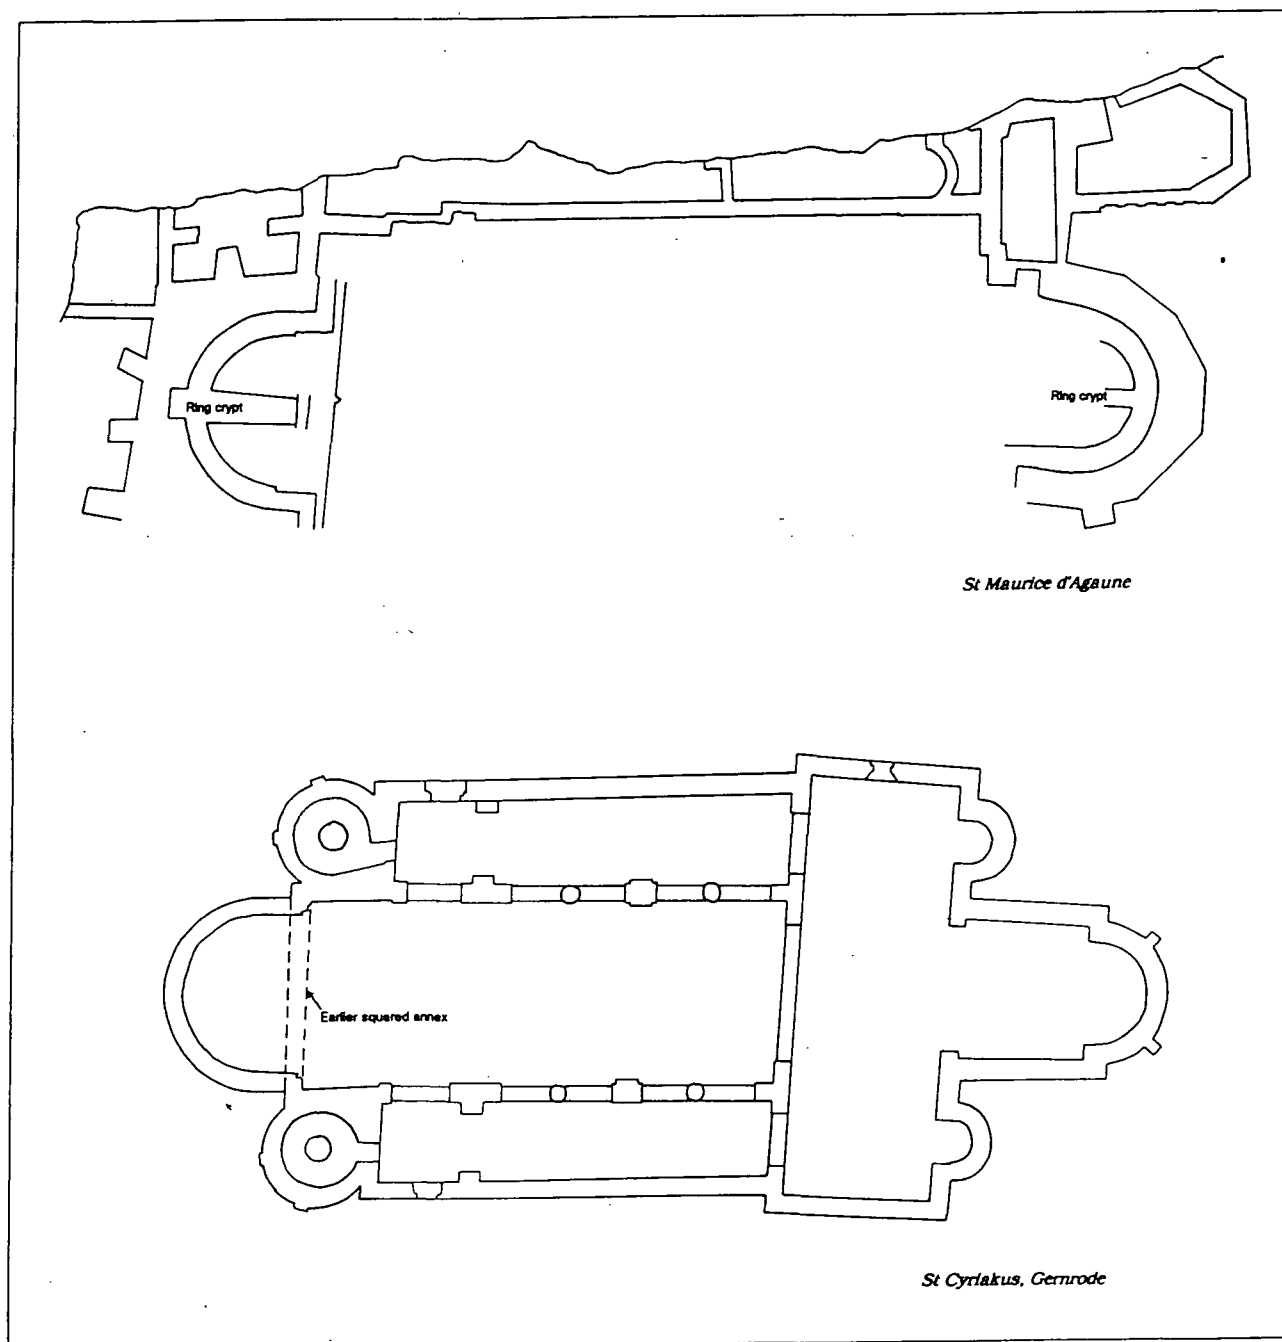 Ring crypt
Ring crypt
St Maurice d'Agaune
Earlier squared annex
St Cyriakus, Gernrode